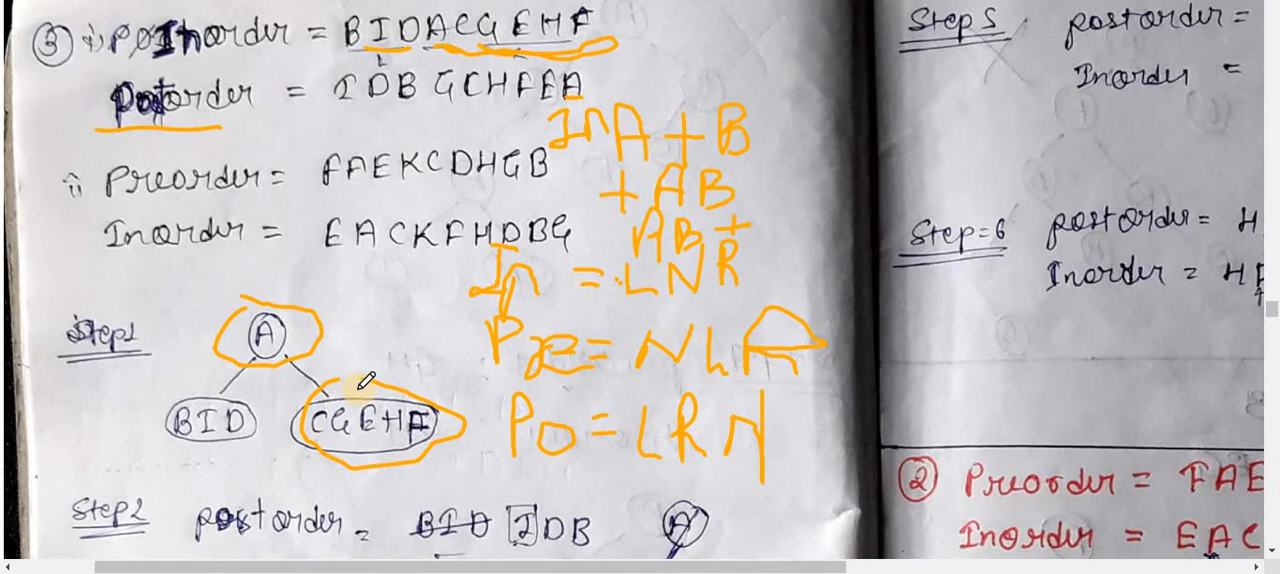 ③ i) Inorder = BIDACGEHF
Postorder = IDBGCHFEA
ii Preorder = FAEKCDHGB
Inorder = EACKFHDBG
In A + B
+ AB
AB +
In = LNR
Pre = NLR
Po = LRN
Step1
A
BID
CGEHF
Step2 postorder = BID IDB
A
Step 5 postorder =
Inorder =
Step=6 postorder = H
Inorder = H
② Preorder = FAE
Inorder = EAC